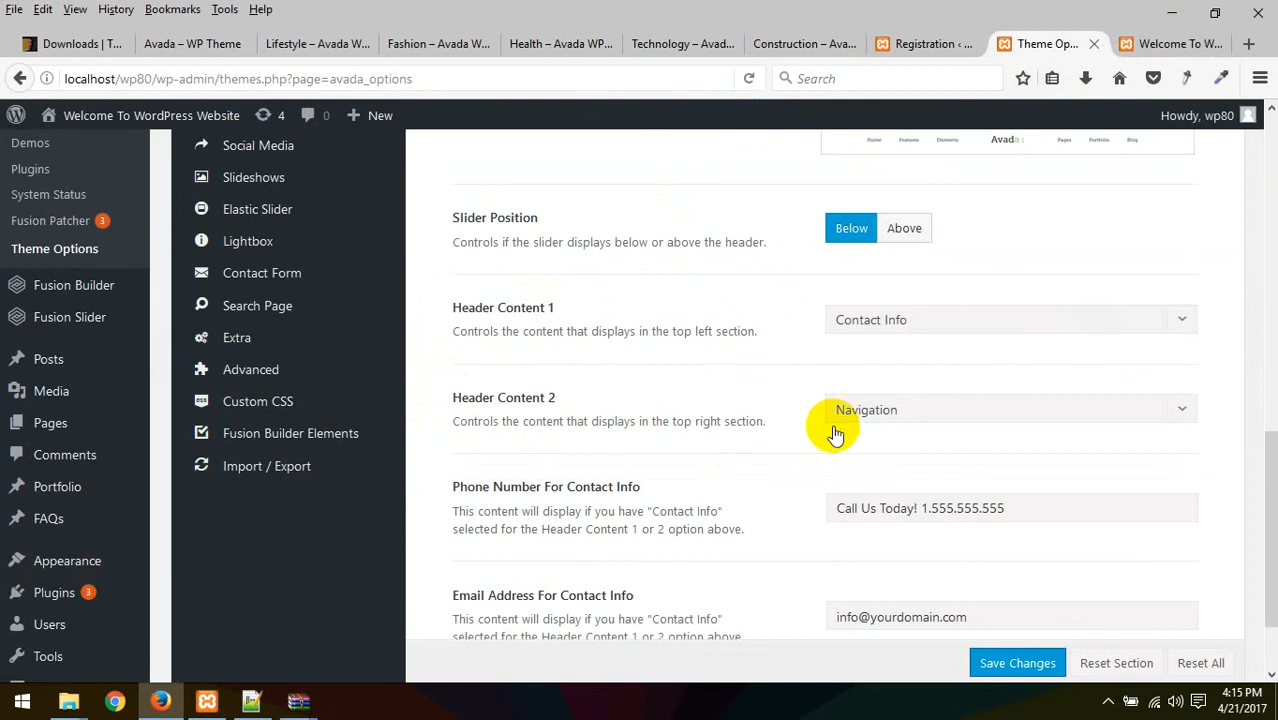 File Edit View History Bookmarks Tools Help
Downloads | T... Avada – WP Theme Lifestyle – Avada W... Fashion – Avada W... Health – Avada WP... Technology – Avad... Construction – Ava... Registration ‹ ... Theme Op... Welcome To W...
localhost/wp80/wp-admin/themes.php?page=avada_options Search
Welcome To WordPress Website 4 0 New Howdy, wp80
Demos
Plugins
System Status
Fusion Patcher 3
Theme Options
Fusion Builder
Fusion Slider
Posts
Media
Pages
Comments
Portfolio
FAQs
Appearance
Plugins 3
Users
Tools
Social Media
Slideshows
Elastic Slider
Lightbox
Contact Form
Search Page
Extra
Advanced
Custom CSS
Fusion Builder Elements
Import / Export
Home Features Elements Avada Pages Portfolio Blog
Slider Position
Controls if the slider displays below or above the header.
Below Above
Header Content 1
Controls the content that displays in the top left section.
Contact Info
Header Content 2
Controls the content that displays in the top right section.
Navigation
Phone Number For Contact Info
This content will display if you have "Contact Info"
selected for the Header Content 1 or 2 option above.
Call Us Today! 1.555.555.555
Email Address For Contact Info
This content will display if you have "Contact Info"
selected for the Header Content 1 or 2 option above.
info@yourdomain.com
Save Changes Reset Section Reset All
4:15 PM
4/21/2017